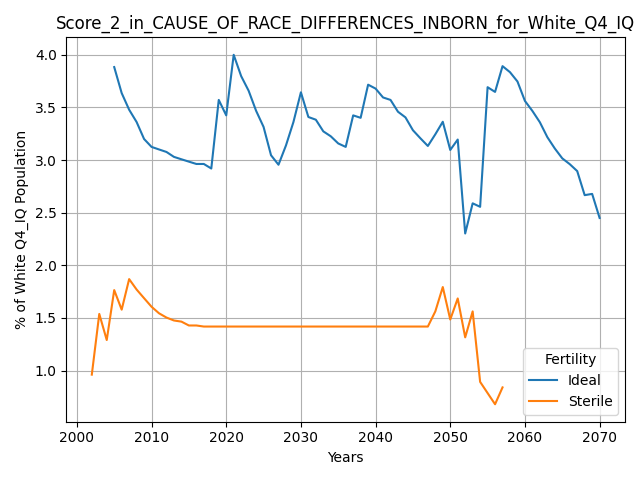 Score_2_in_CAUSE_OF_RACE_DIFFERENCES_INBORN_for_White_Q4_IQ
% of White Q4_IQ Population
4.0
3.5
3.0
2.5
2.0
1.5
1.0
2000 2010 2020 2030 2040 2050 2060 2070
Years
Fertility
Ideal
Sterile